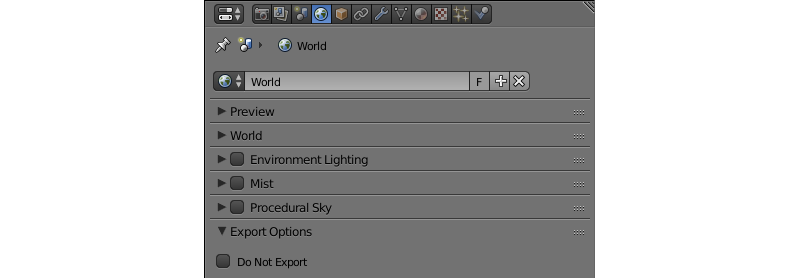 World
World F
Preview
World
Environment Lighting
Mist
Procedural Sky
Export Options
Do Not Export